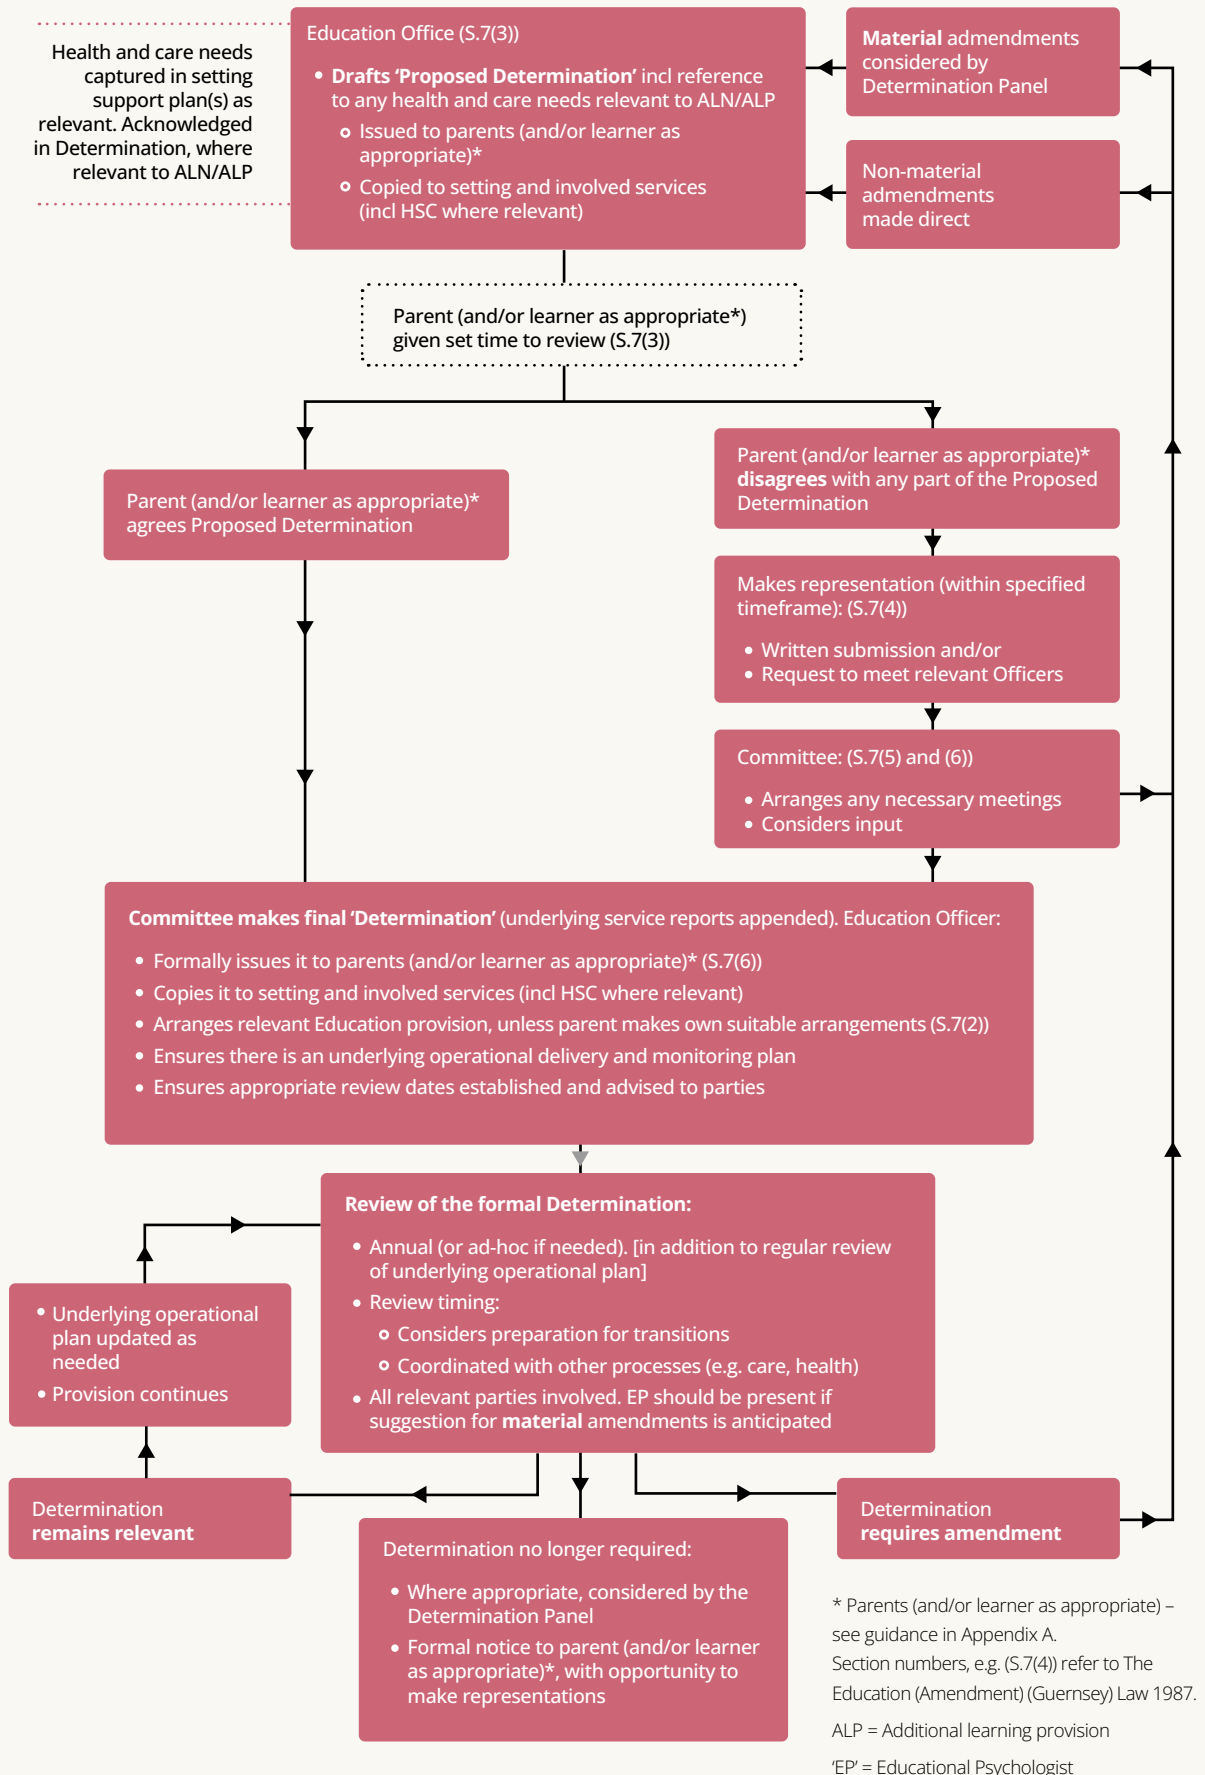 Health and care needs
captured in setting
support plan(s) as
relevant. Acknowledged
in Determination, where
relevant to ALN/ALP
Education Office (S.7(3))
• Drafts ‘Proposed Determination’ incl reference
to any health and care needs relevant to ALN/ALP
Issued to parents (and/or learner as
appropriate)*
Copied to setting and involved services
(incl HSC where relevant)
Material admendments
considered by
Determination Panel
Non-material
admendments
made direct
Parent (and/or learner as appropriate*)
given set time to review (S.7(3))
Parent (and/or learner as appropriate)*
agrees Proposed Determination
Parent (and/or learner as approrpiate)*
disagrees with any part of the Proposed
Determination
Makes representation (within specified
timeframe): (S.7(4))
• Written submission and/or
• Request to meet relevant Officers
Committee: (S.7(5) and (6))
• Arranges any necessary meetings
• Considers input
Committee makes final ‘Determination’ (underlying service reports appended). Education Officer:
• Formally issues it to parents (and/or learner as appropriate)* (S.7(6))
• Copies it to setting and involved services (incl HSC where relevant)
• Arranges relevant Education provision, unless parent makes own suitable arrangements (S.7(2))
• Ensures there is an underlying operational delivery and monitoring plan
• Ensures appropriate review dates established and advised to parties
Review of the formal Determination:
• Annual (or ad-hoc if needed). [in addition to regular review
of underlying operational plan]
• Review timing:
Considers preparation for transitions
Coordinated with other processes (e.g. care, health)
• All relevant parties involved. EP should be present if
suggestion for material amendments is anticipated
• Underlying operational
plan updated as
needed
• Provision continues
Determination
remains relevant
Determination no longer required:
• Where appropriate, considered by the
Determination Panel
• Formal notice to parent (and/or learner
as appropriate)*, with opportunity to
make representations
Determination
requires amendment
* Parents (and/or learner as appropriate) –
see guidance in Appendix A.
Section numbers, e.g. (S.7(4)) refer to The
Education (Amendment) (Guernsey) Law 1987.
ALP = Additional learning provision
‘EP’ = Educational Psychologist